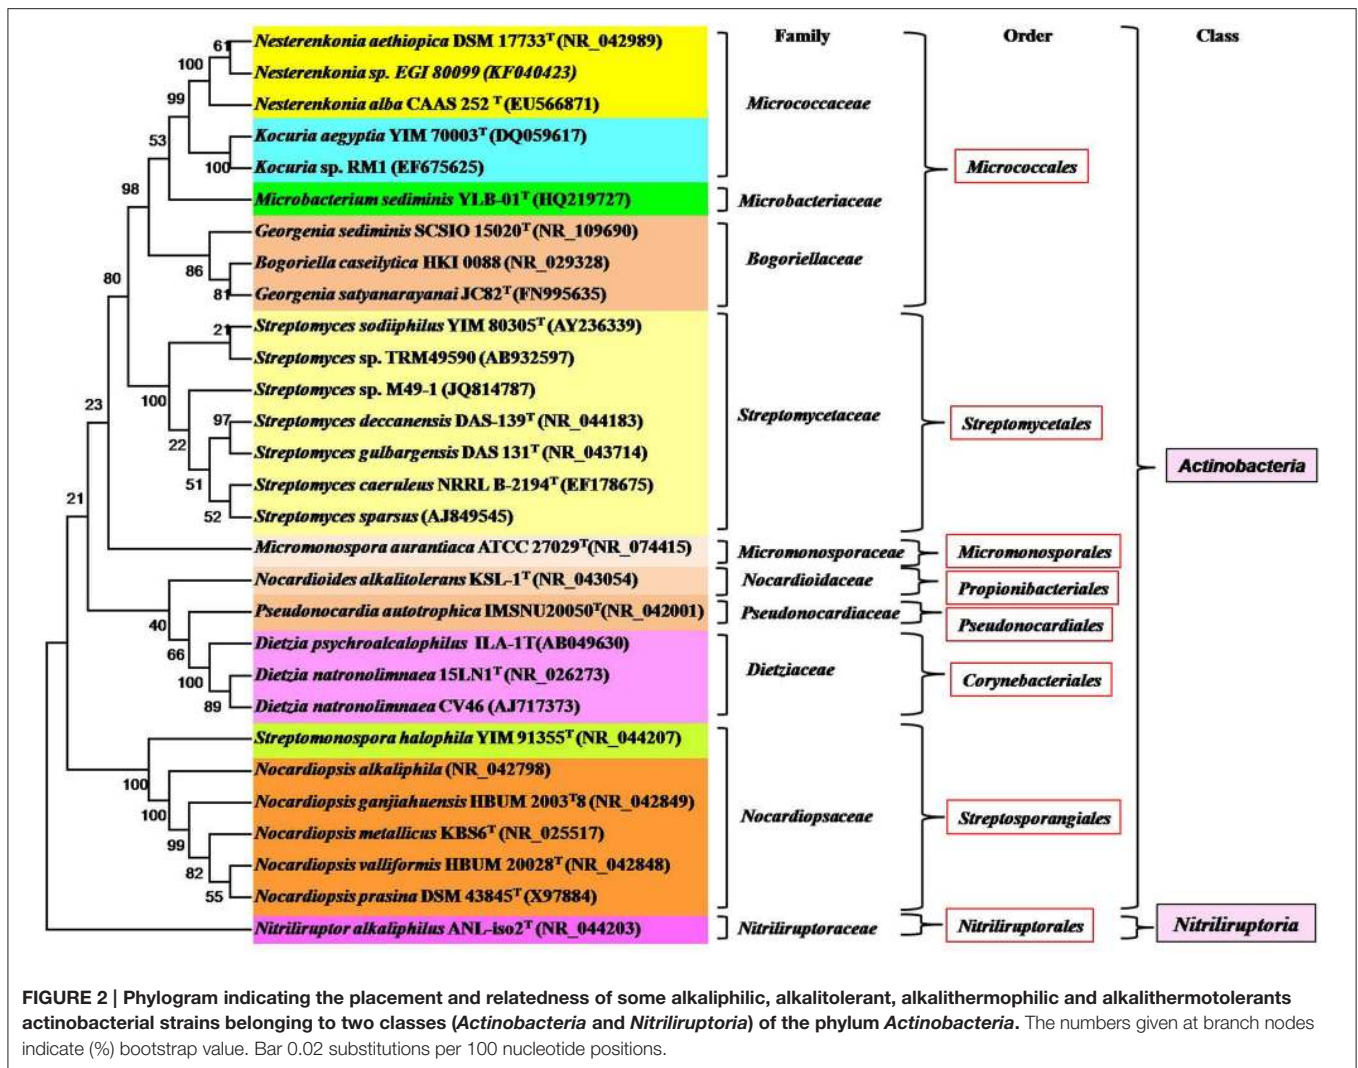 Family Order Class
61 Nesterenkonia aethiopica DSM 17733T (NR_042989)
100 Nesterenkonia sp. EGI 80099 (KF040423)
99 Nesterenkonia alba CAAS 252 T (EU566871)
Micrococcaceae
53 Kocuria aegyptia YIM 70003T (DQ059617)
100 Kocuria sp. RM1 (EF675625)
Micrococcales
98 Microbacterium sediminis YLB-01T (HQ219727)
Microbacteriaceae
Georgenia sediminis SCSIO 15020T (NR_109690)
86 Bogoriella caseilytica HKI 0088 (NR_029328)
Bogoriellaceae
80
81 Georgenia satyanarayanai JC82T (FN995635)
21 Streptomyces sodiiphilus YIM 80305T (AY236339)
Streptomyces sp. TRM49590 (AB932597)
100 Streptomyces sp. M49-1 (JQ814787)
23
Streptomycetaceae
Streptomycetales
97 Streptomyces deccanensis DAS-139T (NR_044183)
22 Streptomyces gulbargensis DAS 131T (NR_043714)
Actinobacteria
51 Streptomyces caeruleus NRRL B-2194T (EF178675)
21
52 Streptomyces sparsus (AJ849545)
Micromonospora aurantiaca ATCC 27029T (NR_074415)
Micromonosporaceae
Micromonosporales
Nocardioides alkalitolerans KSL-1T (NR_043054)
Nocardioidaceae
Propionibacteriales
40 Pseudonocardia autotrophica IMSNU20050T (NR_042001)
Pseudonocardiaceae
Pseudonocardiales
66 Dietzia psychroalcalophilus ILA-1T(AB049630)
Dietziaceae
100 Dietzia natronolimnaea 15LN1T (NR_026273)
Corynebacteriales
89 Dietzia natronolimnaea CV46 (AJ717373)
Streptomonospora halophila YIM 91355T (NR_044207)
100 Nocardiopsis alkaliphila (NR_042798)
100 Nocardiopsis ganjiahuensis HBUM 2003T8 (NR_042849)
Nocardiopsaceae
Streptosporangiales
99 Nocardiopsis metallicus KBS6T (NR_025517)
82 Nocardiopsis valliformis HBUM 20028T (NR_042848)
55 Nocardiopsis prasina DSM 43845T (X97884)
Nitriliruptor alkaliphilus ANL-iso2T (NR_044203)
Nitriliruptoraceae
Nitriliruptorales
Nitriliruptoria
FIGURE 2 | Phylogram indicating the placement and relatedness of some alkaliphilic, alkalitolerant, alkalithermophilic and alkalithermotolerants
actinobacterial strains belonging to two classes (Actinobacteria and Nitriliruptoria) of the phylum Actinobacteria. The numbers given at branch nodes
indicate (%) bootstrap value. Bar 0.02 substitutions per 100 nucleotide positions.